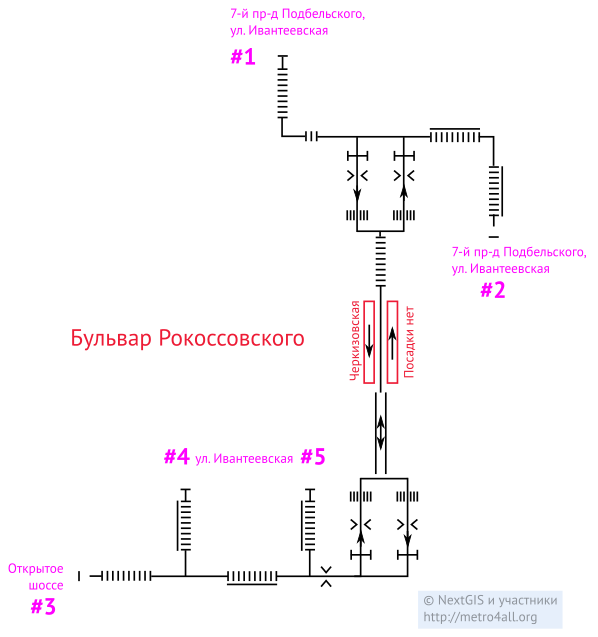 7-й пр-д Подбельского,
ул. Ивантеевская
#1
7-й пр-д Подбельского,
ул. Ивантеевская
#2
Бульвар Рокоссовского
Черкизовская
Посадки нет
#4 ул. Ивантеевская #5
Открытое
шоссе
#3
© NextGIS и участники
http://metro4all.org